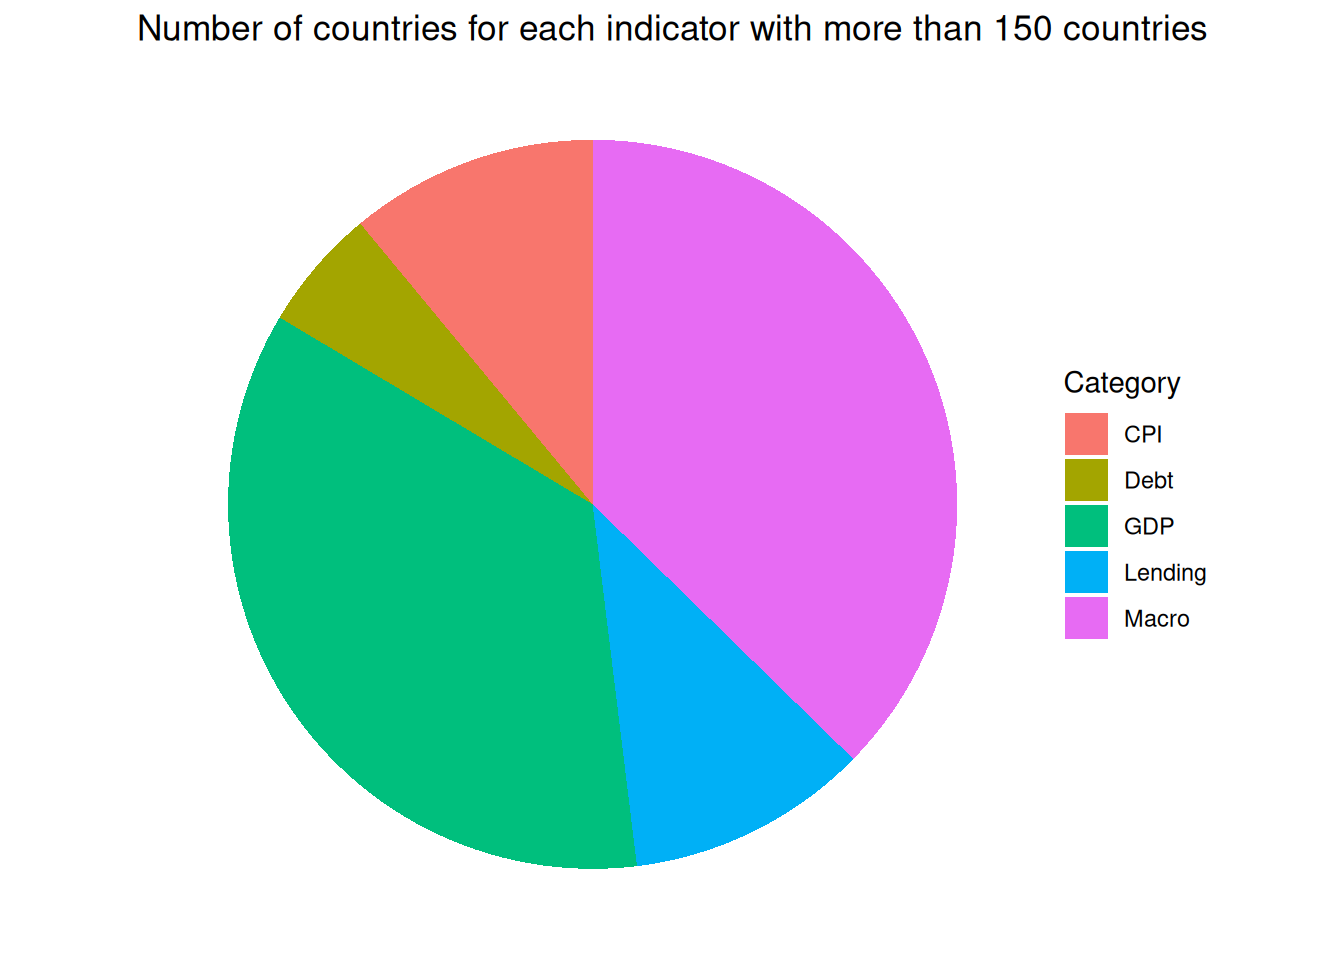 Number of countries for each indicator with more than 150 countries
Category
CPI
Debt
GDP
Lending
Macro